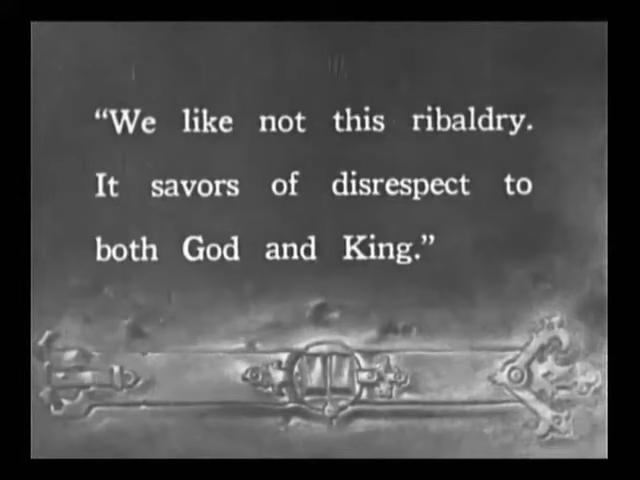 “We like not this ribaldry.
It savors of disrespect to
both God and King.”